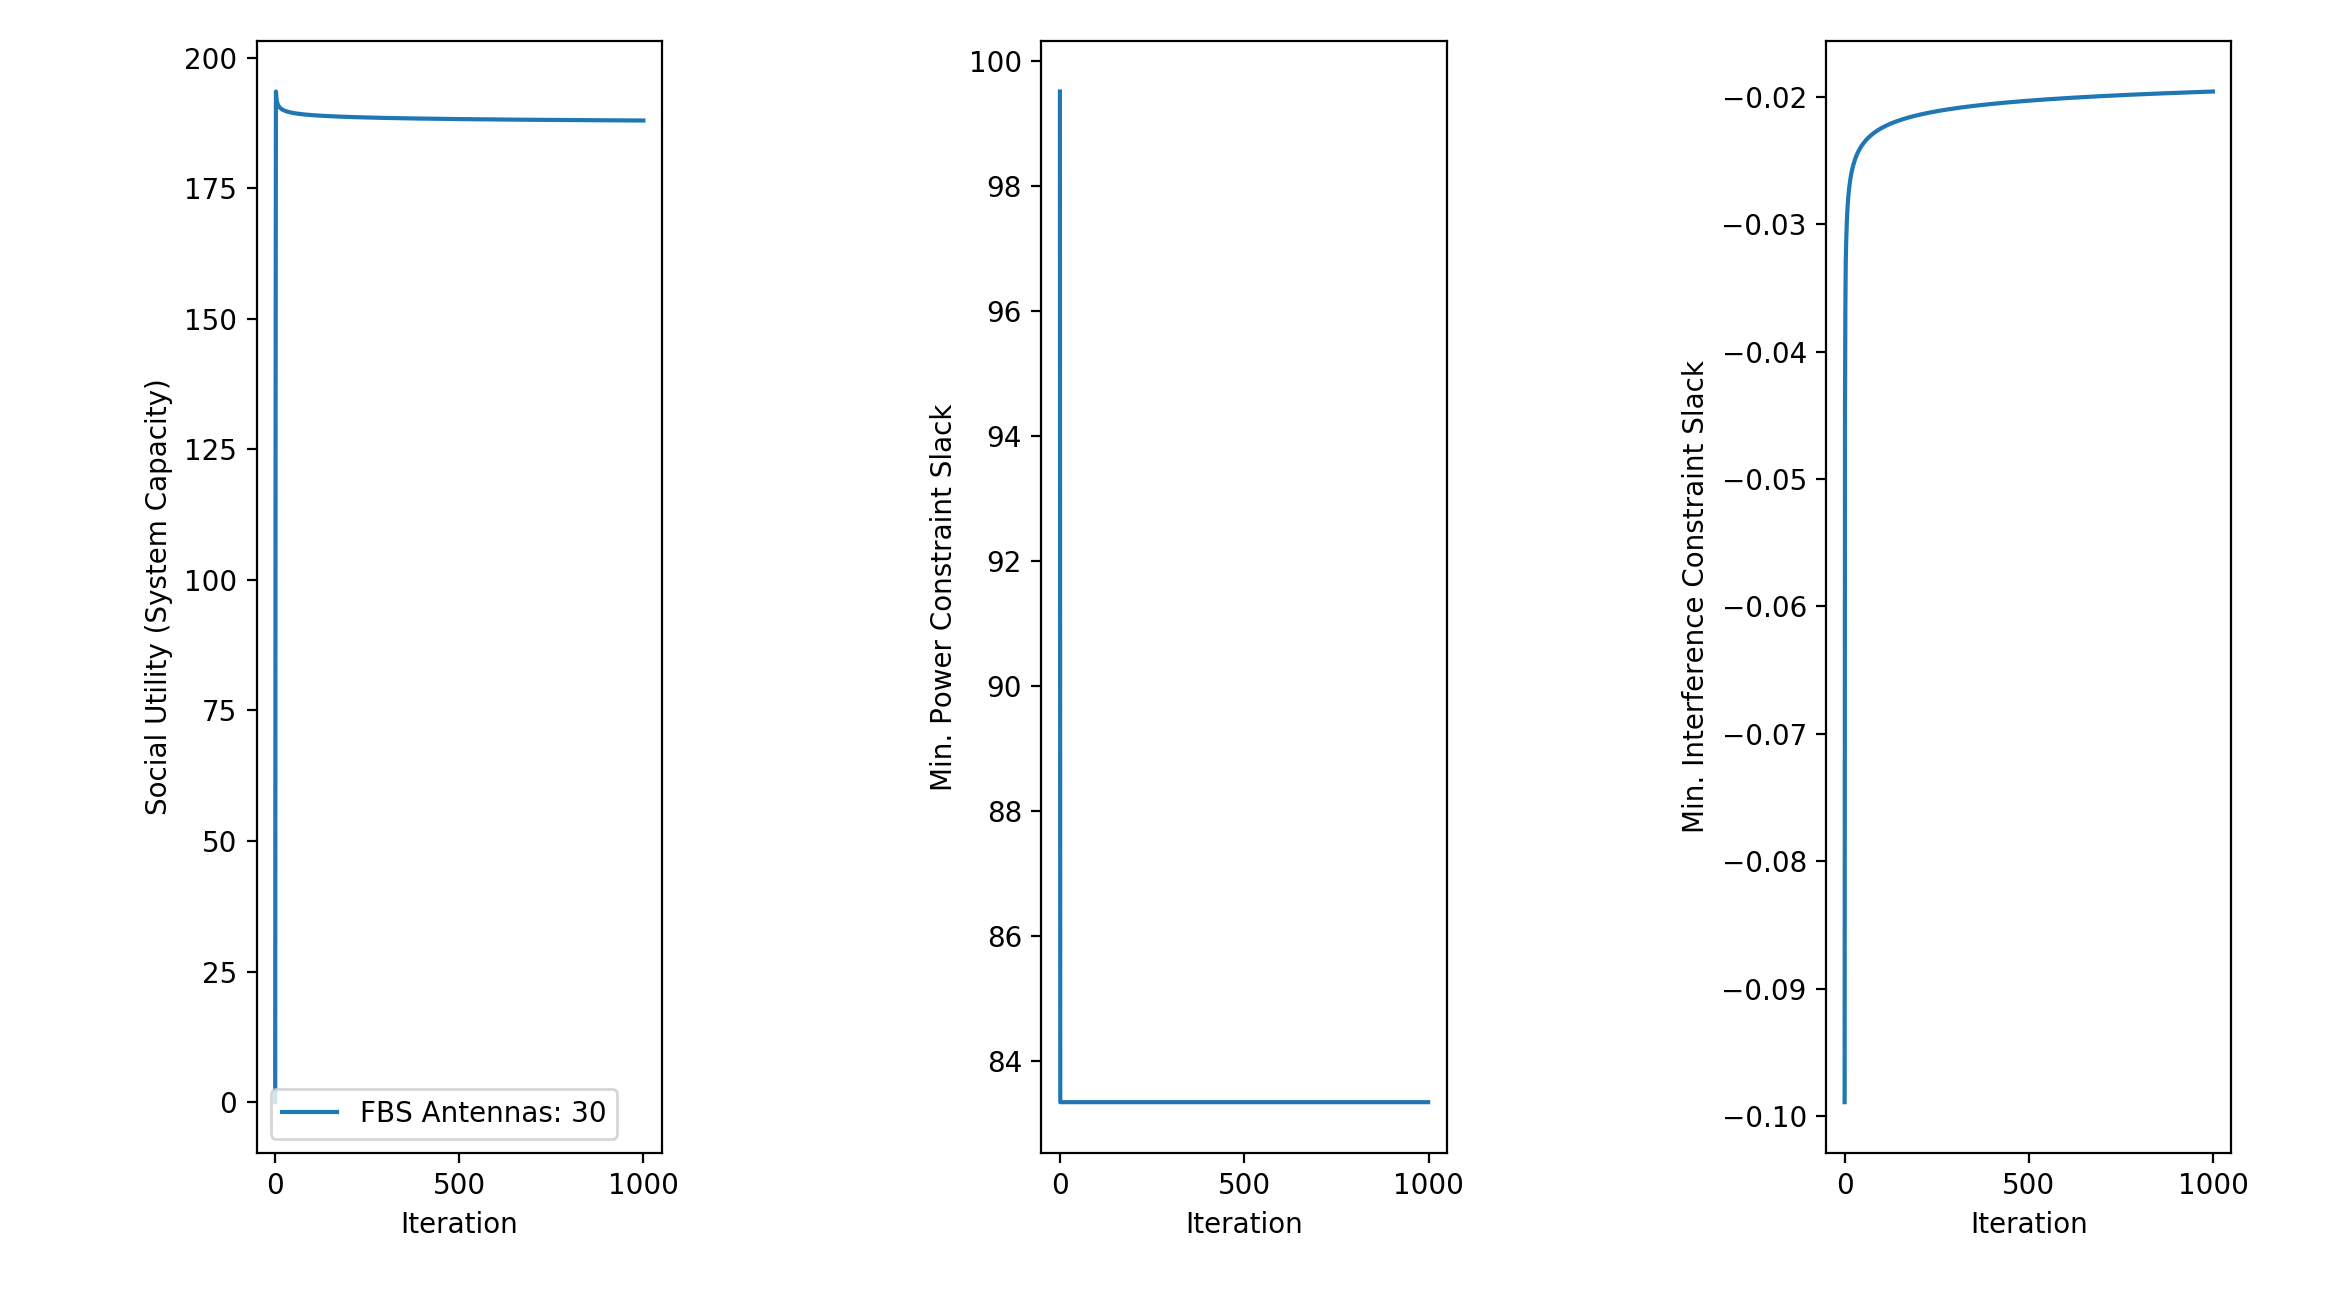 Social Utility (System Capacity)
200
175
150
125
100
75
50
25
0
FBS Antennas: 30
0 500 1000
Iteration
Min. Power Constraint Slack
100
98
96
94
92
90
88
86
84
0 500 1000
Iteration
Min. Interference Constraint Slack
−0.02
−0.03
−0.04
−0.05
−0.06
−0.07
−0.08
−0.09
−0.10
0 500 1000
Iteration